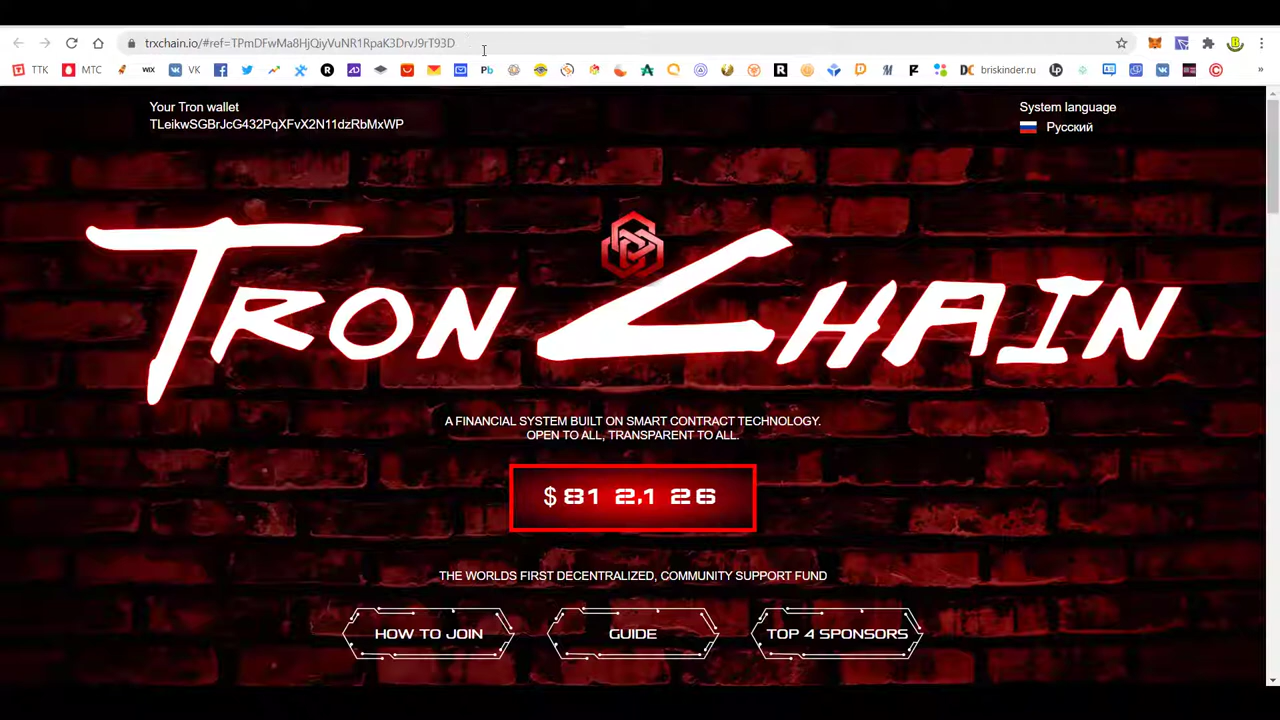 trxchain.io/#ref=TPmDFwMa8HjQiyVuNR1RpaK3DrvJ9rT93D
TTK МТС WIX VK briskinder.ru
Your Tron wallet
TLeikwSGBrJcG432PqXFvX2N11dzRbMxWP
System language
Русский
TRON CHAIN
A FINANCIAL SYSTEM BUILT ON SMART CONTRACT TECHNOLOGY.
OPEN TO ALL, TRANSPARENT TO ALL.
$ 81 2,1 26
THE WORLDS FIRST DECENTRALIZED, COMMUNITY SUPPORT FUND
HOW TO JOIN
GUIDE
TOP 4 SPONSORS